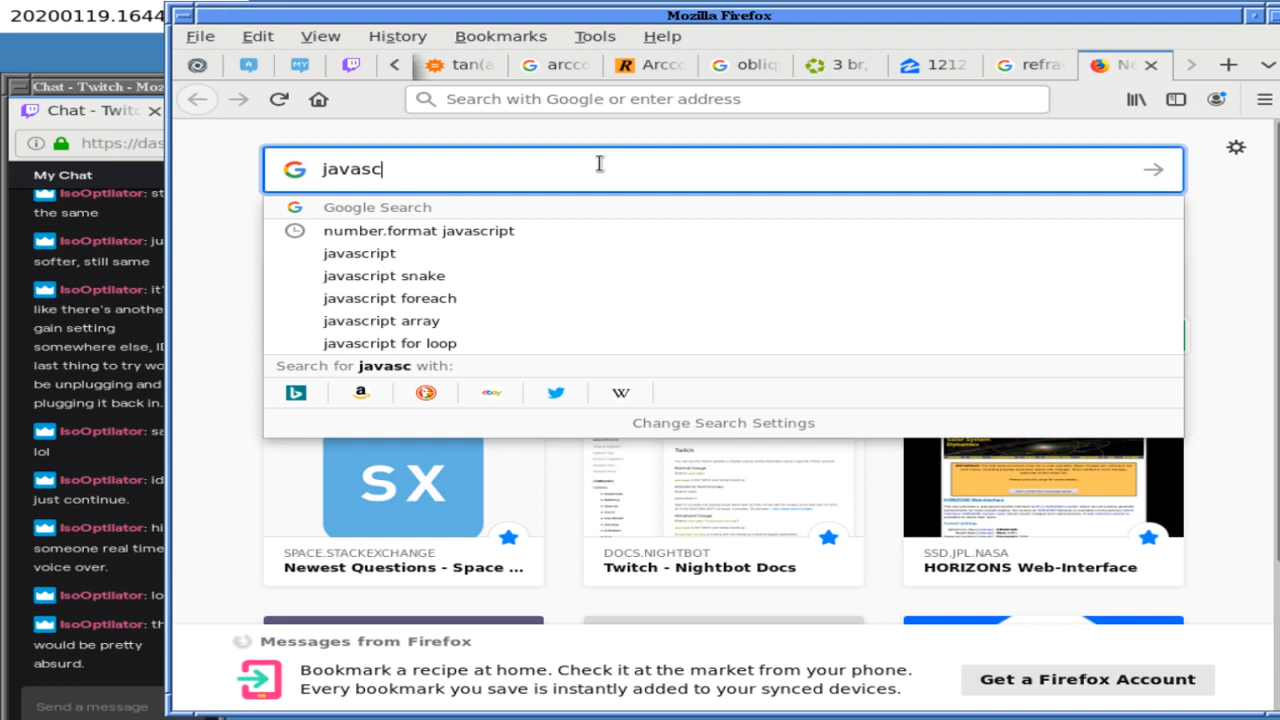 20200119.1644
Mozilla Firefox
File Edit View History Bookmarks Tools Help
Chat - Twitch - Moz
tan(a arcco Arcco obliq 3 br, 1212 refra Ne
Chat - Twitc
Search with Google or enter address
https://das
My Chat
javasc
Google Search
number.format javascript
javascript
javascript snake
javascript foreach
javascript array
javascript for loop
Search for javasc with:
Change Search Settings
IsoOptilator: st
the same
IsoOptilator: ju
softer, still same
IsoOptilator: it'
like there's anothe
gain setting
somewhere else, I
last thing to try wo
be unplugging and
plugging it back in.
IsoOptilator: sa
lol
IsoOptilator: id
just continue.
IsoOptilator: hi
someone real time
voice over.
IsoOptilator: lo
IsoOptilator: th
would be pretty
absurd.
Send a message
sx
SPACE.STACKEXCHANGE
Newest Questions - Space ...
Twitch
DOCS.NIGHTBOT
Twitch - Nightbot Docs
SSD.JPL.NASA
HORIZONS Web-Interface
Messages from Firefox
Bookmark a recipe at home. Check it at the market from your phone.
Every bookmark you save is instantly added to your synced devices.
Get a Firefox Account